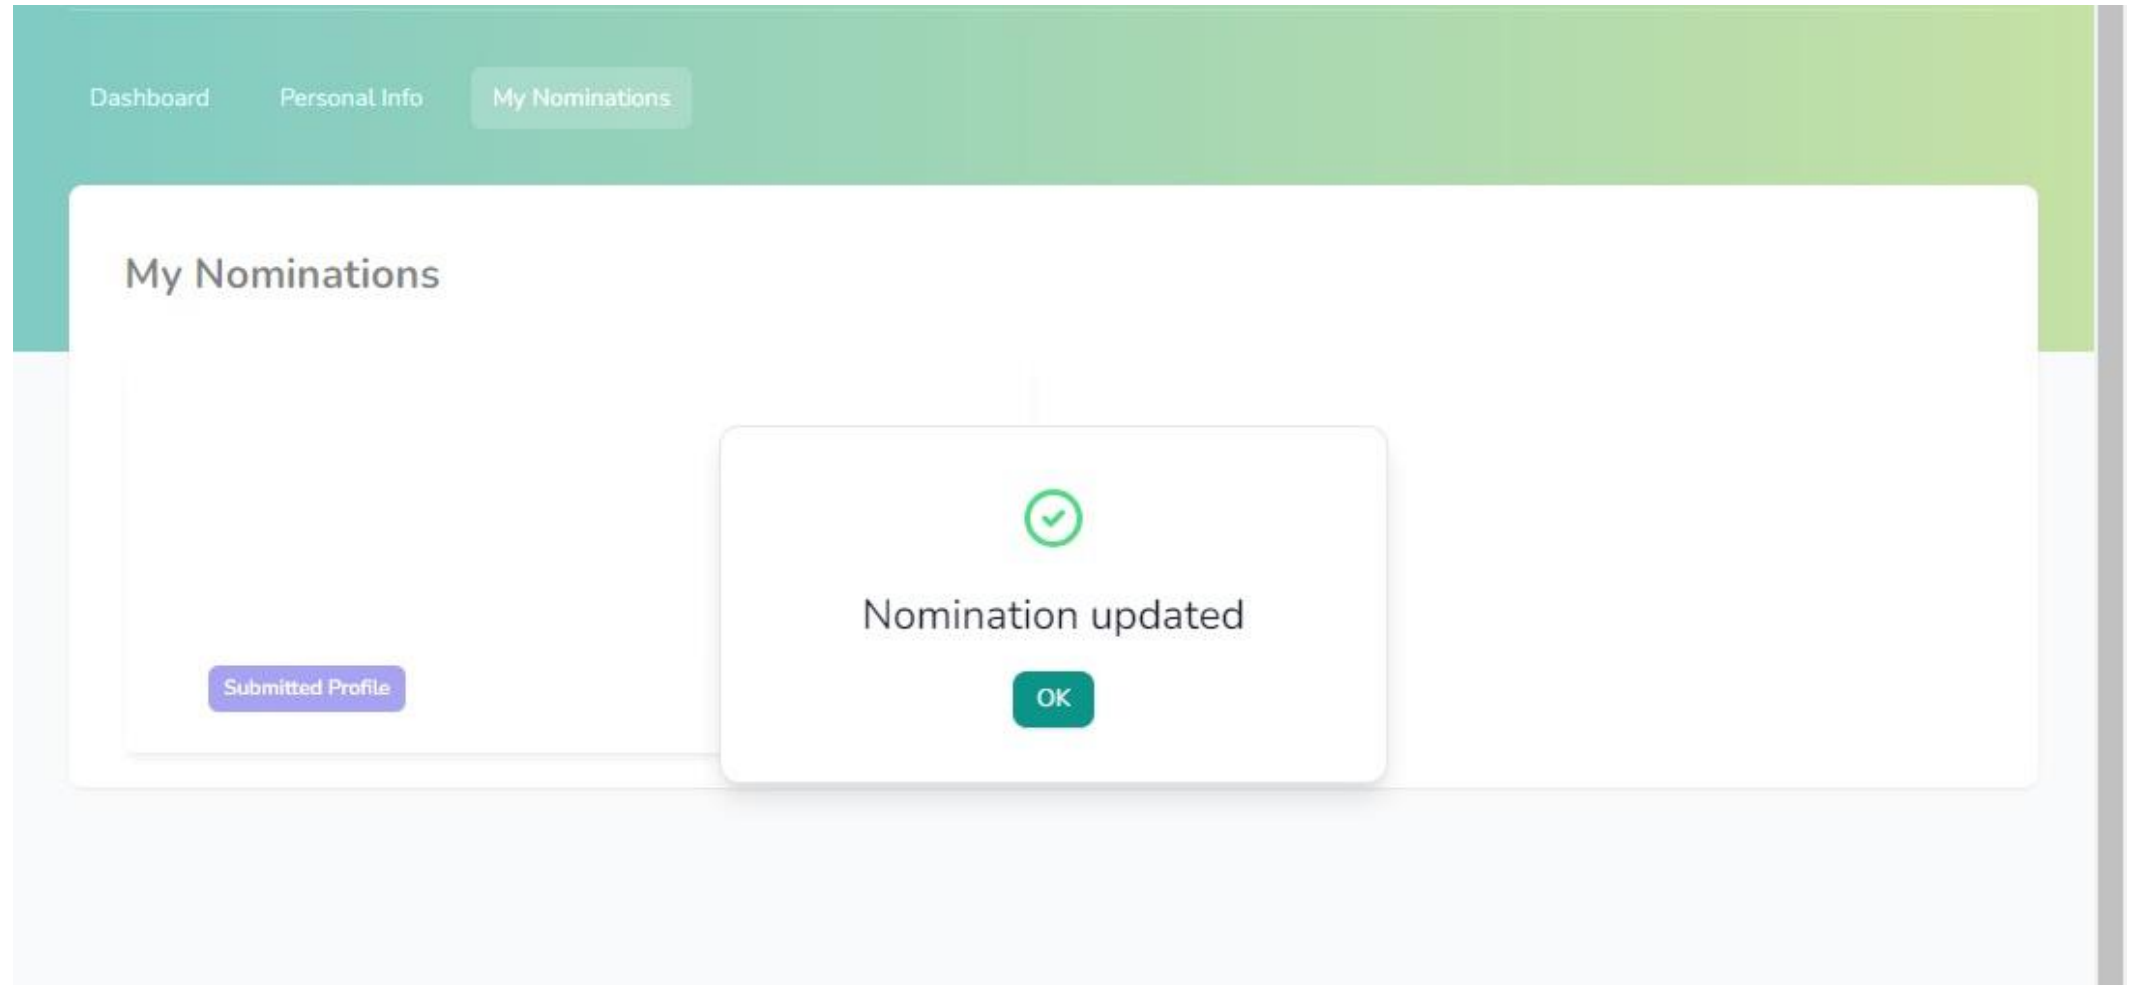 Dashboard Personal Info My Nominations
My Nominations
Nomination updated
Submitted Profile
OK